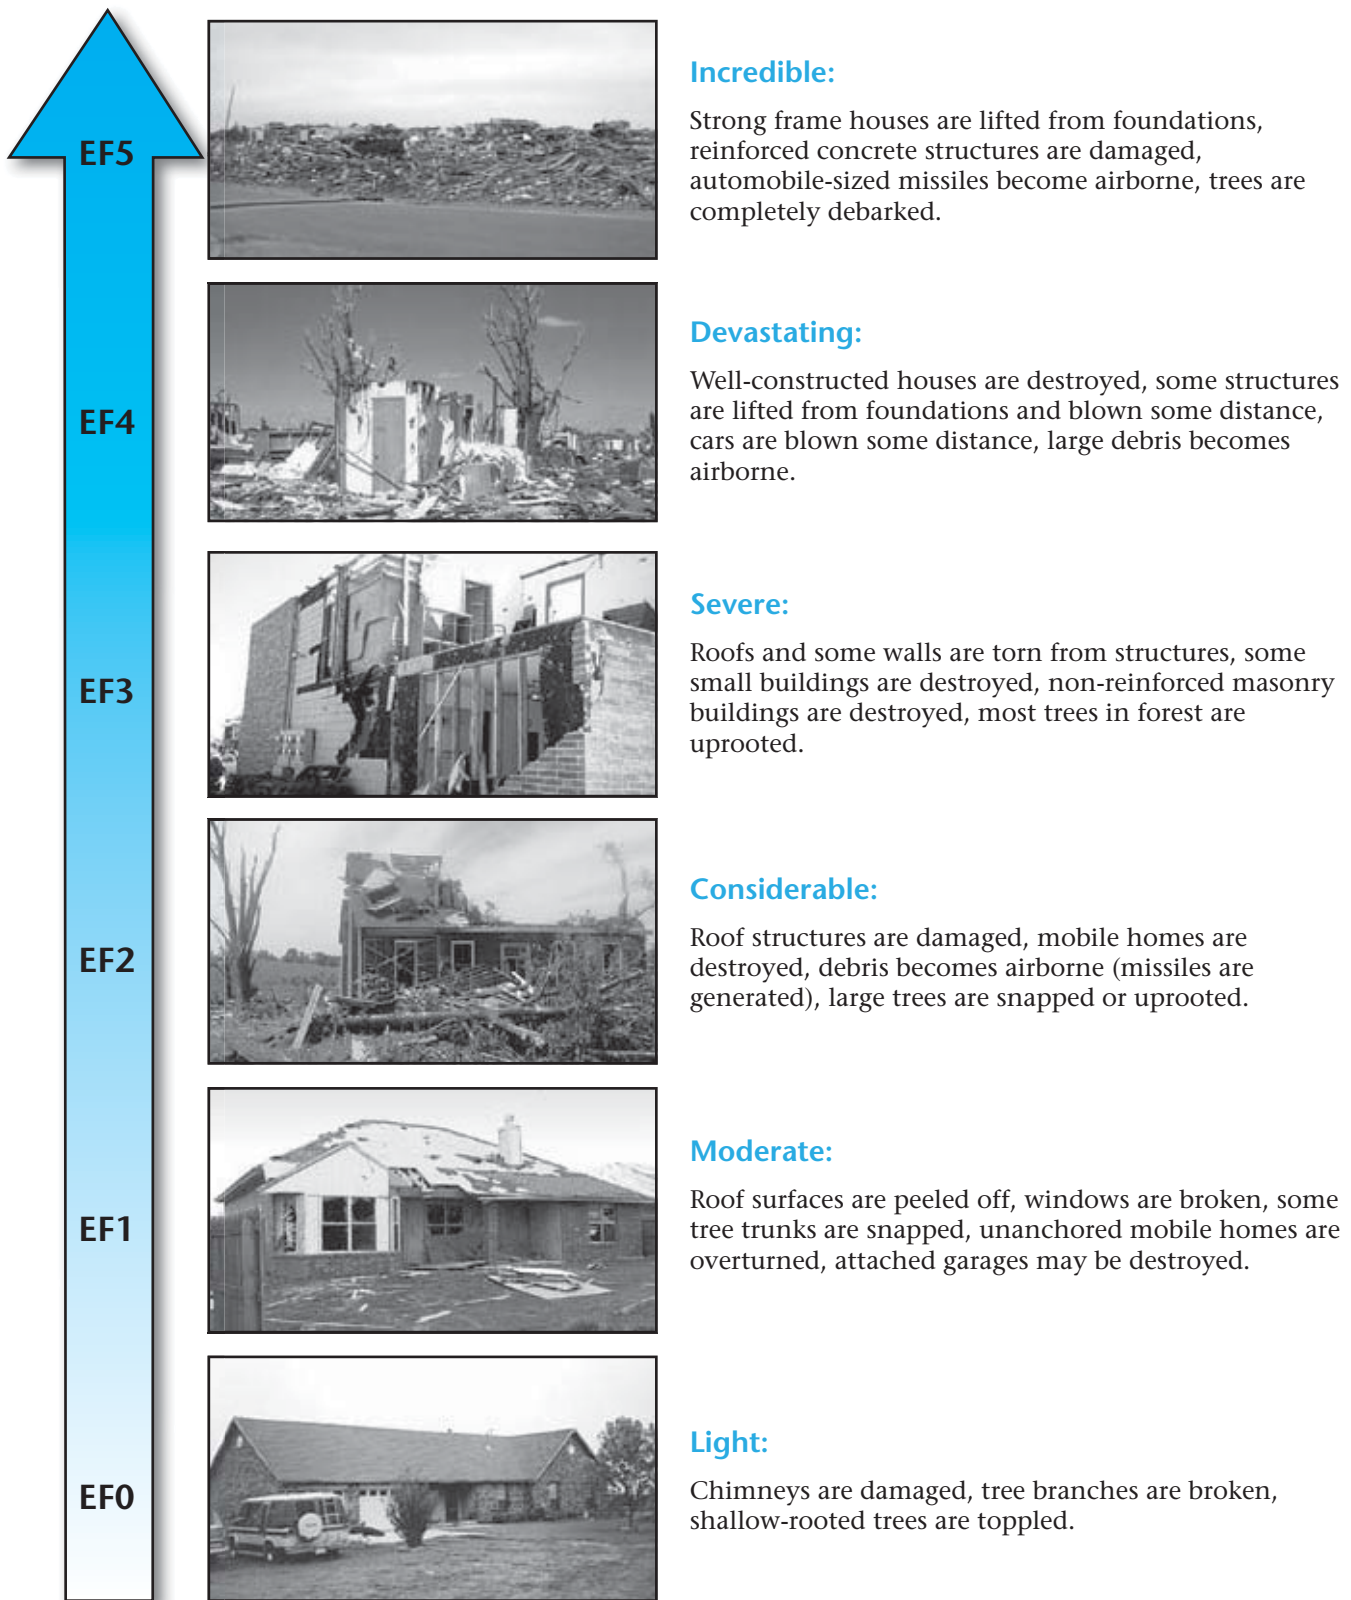 EF5
Incredible:
Strong frame houses are lifted from foundations,
reinforced concrete structures are damaged,
automobile-sized missiles become airborne, trees are
completely debarked.
EF4
Devastating:
Well-constructed houses are destroyed, some structures
are lifted from foundations and blown some distance,
cars are blown some distance, large debris becomes
airborne.
EF3
Severe:
Roofs and some walls are torn from structures, some
small buildings are destroyed, non-reinforced masonry
buildings are destroyed, most trees in forest are
uprooted.
EF2
Considerable:
Roof structures are damaged, mobile homes are
destroyed, debris becomes airborne (missiles are
generated), large trees are snapped or uprooted.
EF1
Moderate:
Roof surfaces are peeled off, windows are broken, some
tree trunks are snapped, unanchored mobile homes are
overturned, attached garages may be destroyed.
EF0
Light:
Chimneys are damaged, tree branches are broken,
shallow-rooted trees are toppled.